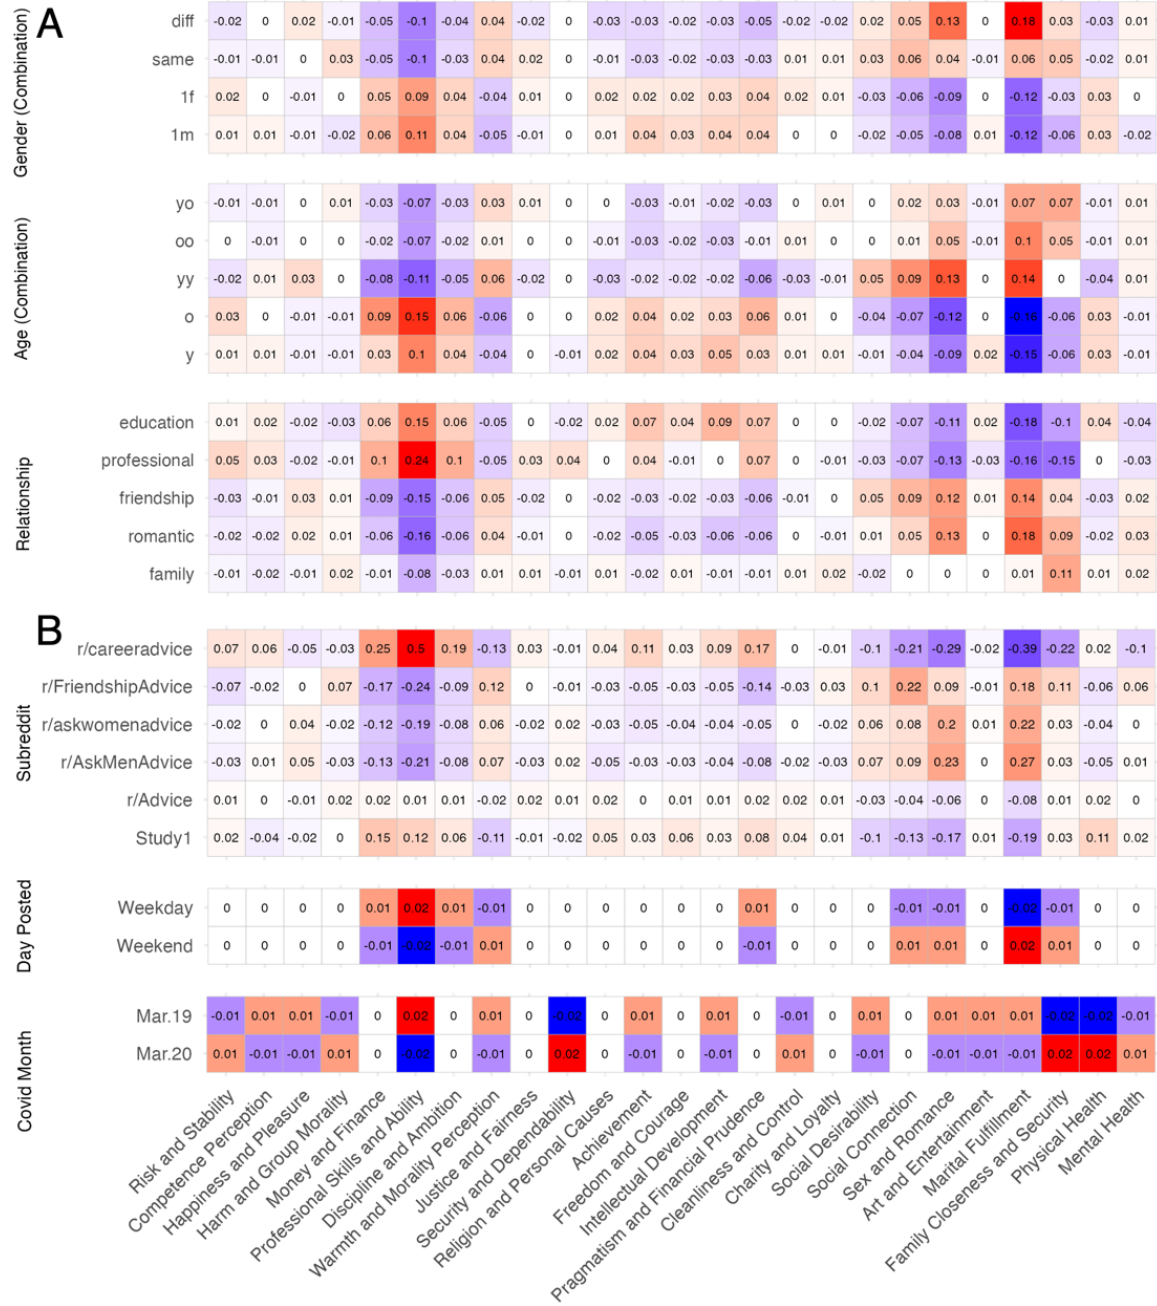 A
Gender (Combination)
diff -0.02 0 0.02 -0.01 -0.05 -0.1 -0.04 0.04 -0.02 0 -0.03 -0.03 -0.02 -0.03 -0.05 -0.02 -0.02 0.02 0.05 0.13 0 0.18 0.03 -0.03 0.01
same -0.01 -0.01 0 0.03 -0.05 -0.1 -0.03 0.04 0.02 0 -0.01 -0.03 -0.02 -0.03 -0.03 0.01 0.01 0.03 0.06 0.04 -0.01 0.06 0.05 -0.02 0.01
1f 0.02 0 -0.01 0 0.05 0.09 0.04 -0.04 0.01 0 0.02 0.02 0.02 0.03 0.04 0.02 0.01 -0.03 -0.06 -0.09 0 -0.12 -0.03 0.03 0
1m 0.01 0.01 -0.01 -0.02 0.06 0.11 0.04 -0.05 -0.01 0 0.01 0.04 0.03 0.04 0.04 0 0 -0.02 -0.05 -0.08 0.01 -0.12 -0.06 0.03 -0.02
Age (Combination)
yo -0.01 -0.01 0 0.01 -0.03 -0.07 -0.03 0.03 0.01 0 0 -0.03 -0.01 -0.02 -0.03 0 0.01 0 0.02 0.03 -0.01 0.07 0.07 -0.01 0.01
oo 0 -0.01 0 0 -0.02 -0.07 -0.02 0.01 0 0 -0.01 -0.03 -0.02 -0.03 -0.01 0.01 0 0 0.01 0.05 -0.01 0.1 0.05 -0.01 0.01
yy -0.02 0.01 0.03 0 -0.08 -0.11 -0.05 0.06 -0.02 0 -0.03 -0.02 -0.02 -0.02 -0.06 -0.03 -0.01 0.05 0.09 0.13 0 0.14 0 -0.04 0.01
o 0.03 0 -0.01 -0.01 0.09 0.15 0.06 -0.06 0 0 0.02 0.04 0.02 0.03 0.06 0.01 0 -0.04 -0.07 -0.12 0 -0.16 -0.06 0.03 -0.01
y 0.01 0.01 -0.01 -0.01 0.03 0.1 0.04 -0.04 0 -0.01 0.02 0.04 0.03 0.05 0.03 0.01 0.01 -0.01 -0.04 -0.09 0.02 -0.15 -0.06 0.03 -0.01
Relationship
education 0.01 0.02 -0.02 -0.03 0.06 0.15 0.06 -0.05 0 -0.02 0.02 0.07 0.04 0.09 0.07 0 0 -0.02 -0.07 -0.11 0.02 -0.18 -0.1 0.04 -0.04
professional 0.05 0.03 -0.02 -0.01 0.1 0.24 0.1 -0.05 0.03 0.04 0 0.04 -0.01 0 0.07 0 -0.01 -0.03 -0.07 -0.13 -0.03 -0.16 -0.15 0 -0.03
friendship -0.03 -0.01 0.03 0.01 -0.09 -0.15 -0.06 0.05 -0.02 0 -0.02 -0.03 -0.02 -0.03 -0.06 -0.01 0 0.05 0.09 0.12 0.01 0.14 0.04 -0.03 0.02
romantic -0.02 -0.02 0.02 0.01 -0.06 -0.16 -0.06 0.04 -0.01 0 -0.02 -0.05 -0.03 -0.06 -0.06 0 -0.01 0.01 0.05 0.13 0 0.18 0.09 -0.02 0.03
family -0.01 -0.02 -0.01 0.02 -0.01 -0.08 -0.03 0.01 0.01 -0.01 0.01 -0.02 0.01 -0.01 -0.01 0.01 0.02 -0.02 0 0 0 0.01 0.11 0.01 0.02
B
Subreddit
r/careeradvice 0.07 0.06 -0.05 -0.03 0.25 0.5 0.19 -0.13 0.03 -0.01 0.04 0.11 0.03 0.09 0.17 0 -0.01 -0.1 -0.21 -0.29 -0.02 -0.39 -0.22 0.02 -0.1
r/FriendshipAdvice -0.07 -0.02 0 0.07 -0.17 -0.24 -0.09 0.12 0 -0.01 -0.03 -0.05 -0.03 -0.05 -0.14 -0.03 0.03 0.1 0.22 0.09 -0.01 0.18 0.11 -0.06 0.06
r/askwomenadvice -0.02 0 0.04 -0.02 -0.12 -0.19 -0.08 0.06 -0.02 0.02 -0.03 -0.05 -0.04 -0.04 -0.05 0 -0.02 0.06 0.08 0.2 0.01 0.22 0.03 -0.04 0
r/AskMenAdvice -0.03 0.01 0.05 -0.03 -0.13 -0.21 -0.08 0.07 -0.03 0.02 -0.05 -0.03 -0.03 -0.04 -0.08 -0.02 -0.03 0.07 0.09 0.23 0 0.27 0.03 -0.05 0.01
r/Advice 0.01 0 -0.01 0.02 0.02 0.01 0.01 -0.02 0.02 0.01 0.02 0 0.01 0.01 0.02 0.02 0.01 -0.03 -0.04 -0.06 0 -0.08 0.01 0.02 0
Study1 0.02 -0.04 -0.02 0 0.15 0.12 0.06 -0.11 -0.01 -0.02 0.05 0.03 0.06 0.03 0.08 0.04 0.01 -0.1 -0.13 -0.17 0.01 -0.19 0.03 0.11 0.02
Day Posted
Weekday 0 0 0 0 0.01 0.02 0.01 -0.01 0 0 0 0 0 0 0.01 0 0 0 -0.01 -0.01 0 -0.02 -0.01 0 0
Weekend 0 0 0 0 -0.01 -0.02 -0.01 0.01 0 0 0 0 0 0 -0.01 0 0 0 0.01 0.01 0 0.02 0.01 0 0
Covid Month
Mar.19 -0.01 0.01 0.01 -0.01 0 0.02 0 0.01 0 -0.02 0 0.01 0 0.01 0 -0.01 0 0.01 0 0.01 0.01 0.01 -0.02 -0.02 -0.01
Mar.20 0.01 -0.01 -0.01 0.01 0 -0.02 0 -0.01 0 0.02 0 -0.01 0 -0.01 0 0.01 0 -0.01 0 -0.01 -0.01 -0.01 0.02 0.02 0.01
Risk and Stability
Competence Perception
Happiness and Pleasure
Harm and Group Morality
Money and Finance
Professional Skills and Ability
Discipline and Ambition
Warmth and Morality Perception
Justice and Fairness
Security and Dependability
Religion and Personal Causes
Achievement
Freedom and Courage
Intellectual Development
Pragmatism and Financial Prudence
Cleanliness and Control
Charity and Loyalty
Social Desirability
Social Connection
Sex and Romance
Art and Entertainment
Marital Fulfillment
Family Closeness and Security
Physical Health
Mental Health